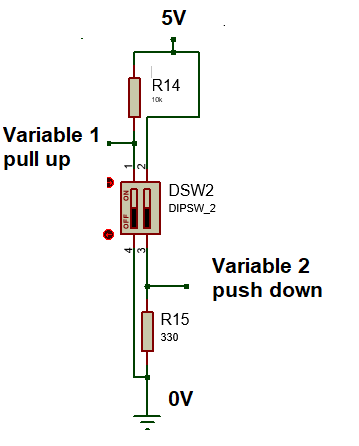 5V
R14
10k
Variable 1
pull up
1
2
ON
OFF
DSW2
DIPSW_2
4
3
Variable 2
push down
R15
330
0V